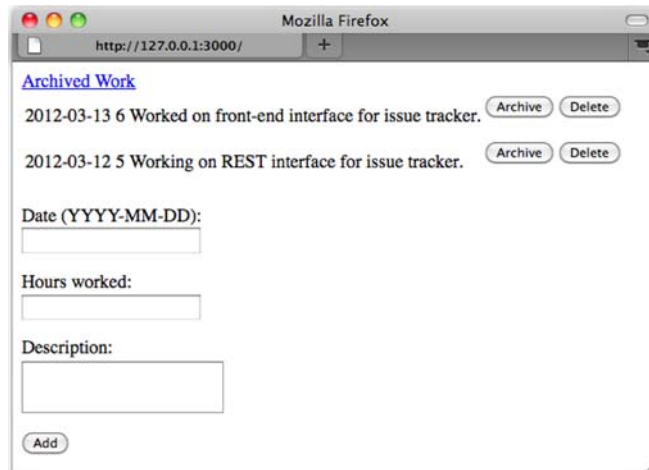 Mozilla Firefox
http://127.0.0.1:3000/
+
Archived Work
2012-03-13 6 Worked on front-end interface for issue tracker. Archive Delete
2012-03-12 5 Working on REST interface for issue tracker. Archive Delete
Date (YYYY-MM-DD):
Hours worked:
Description:
Add